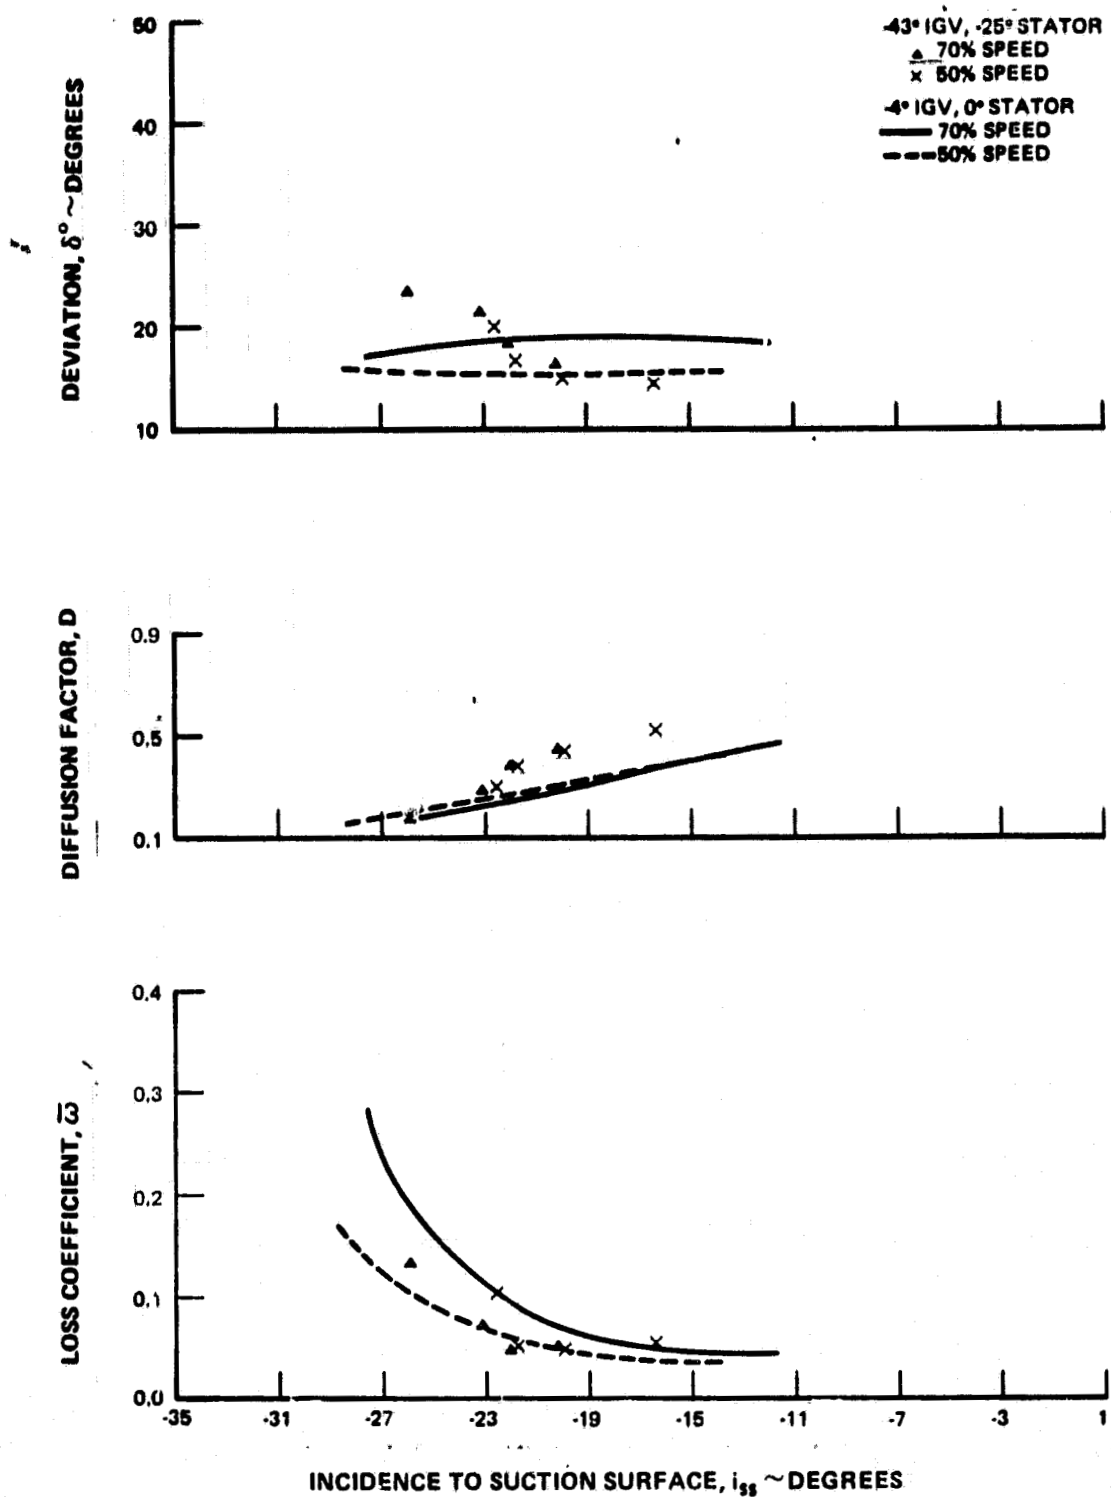 -43° IGV, -25° STATOR
70% SPEED
50% SPEED
-4° IGV, 0° STATOR
70% SPEED
50% SPEED
DEVIATION, δ° ~ DEGREES
50
40
30
20
10
DIFFUSION FACTOR, D
0.9
0.5
0.1
LOSS COEFFICIENT, ω̅
0.4
0.3
0.2
0.1
0.0
-35 -31 -27 -23 -19 -15 -11 -7 -3 1
INCIDENCE TO SUCTION SURFACE, iss ~ DEGREES